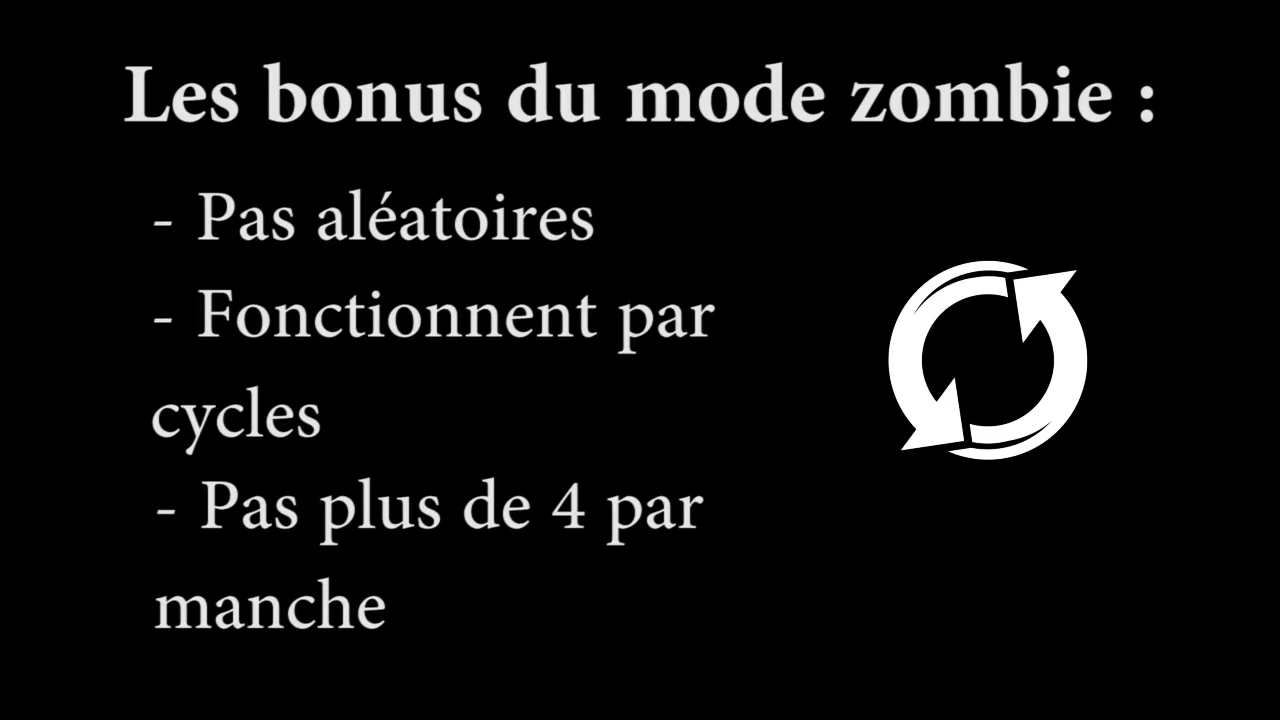 Les bonus du mode zombie :
- Pas aléatoires
- Fonctionnent par
cycles
- Pas plus de 4 par
manche